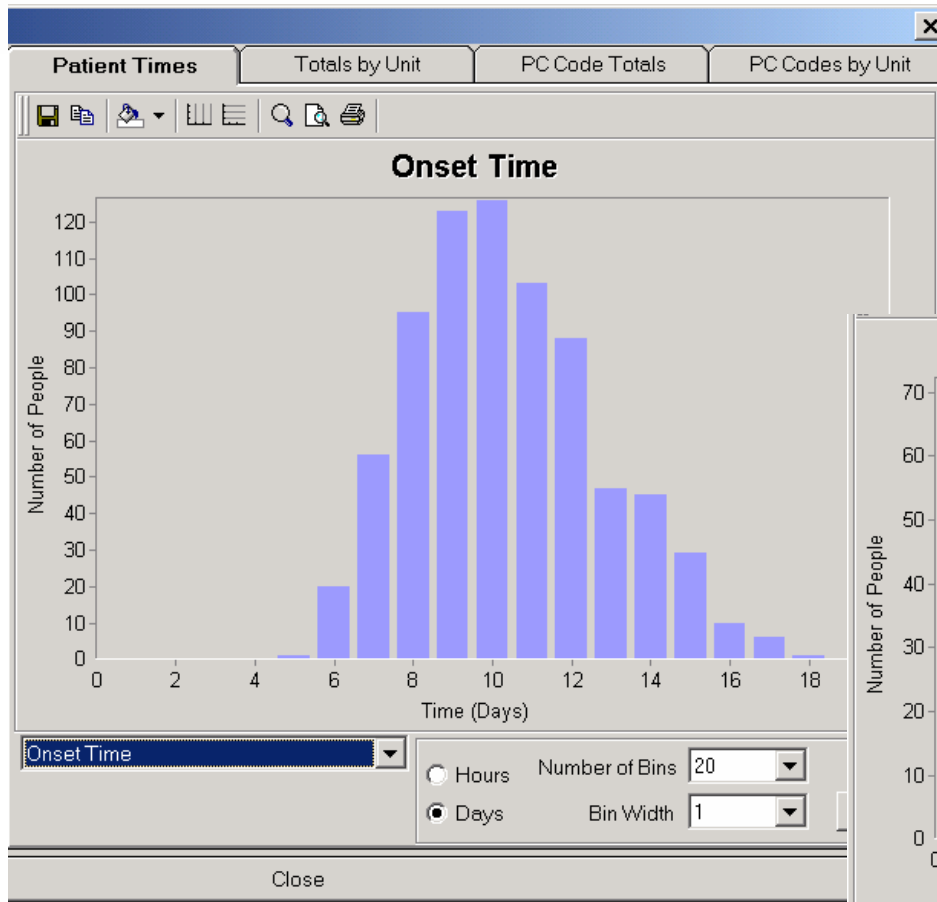 Patient Times
Totals by Unit
PC Code Totals
PC Codes by Unit
Onset Time
120
110
100
90
80
70
60
50
40
30
20
10
0
Number of People
0 2 4 6 8 10 12 14 16 18
Time (Days)
Onset Time
Hours
Days
Number of Bins 20
Bin Width 1
Close
70
60
50
40
30
20
10
0
Number of People